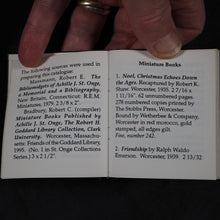 The following sources were used in
preparing this catalogue:
Massmann, Robert E. The
Bibliomidgets of Achille J. St. Onge,
a Memorial and a Bibliography.
New Britain, Connecticut: R.E.M.
Miniatures, 1979. 2 3/8 x 2".
Bradbury, Robert C. (compiler)
Miniature Books Published by
Achille J. St. Onge, The Robert H.
Goddard Library Collection, Clark
University. Worcester, Massachu-
setts: Friends of the Goddard Library,
1995. (No. 1 in St. Onge Collections
Series.) 3 x 2 1/2".
Miniature Books
1. Noel, Christmas Echoes Down the
Ages. Recaptured by Robert K.
Shaw. Worcester, 1935. 2 7/16 x
1 11/16". 62 unnumbered pages.
278 numbered copies printed by
The Stobbs Press, Worcester.
Bound by Wetherbee & Company,
Worcester in red morocco, gold
stamped, all edges gilt.
Fine, number 242.
2. Friendship by Ralph Waldo
Emerson. Worcester, 1939. 2 13/32